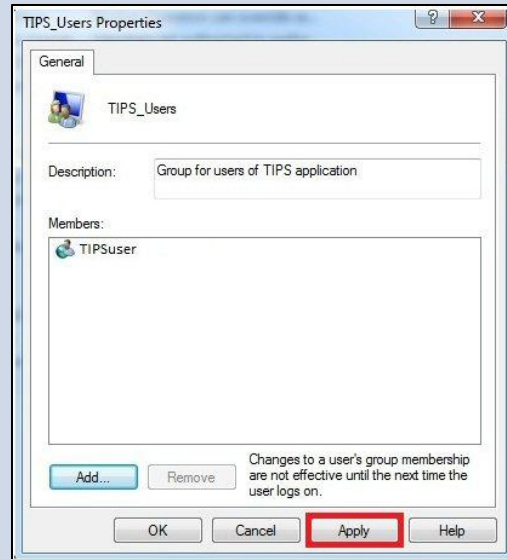 TIPS_Users Properties
?
X
General
TIPS_Users
Description:
Group for users of TIPS application
Members:
TIPSuser
Add...
Remove
Changes to a user's group membership
are not effective until the next time the
user logs on.
OK
Cancel
Apply
Help